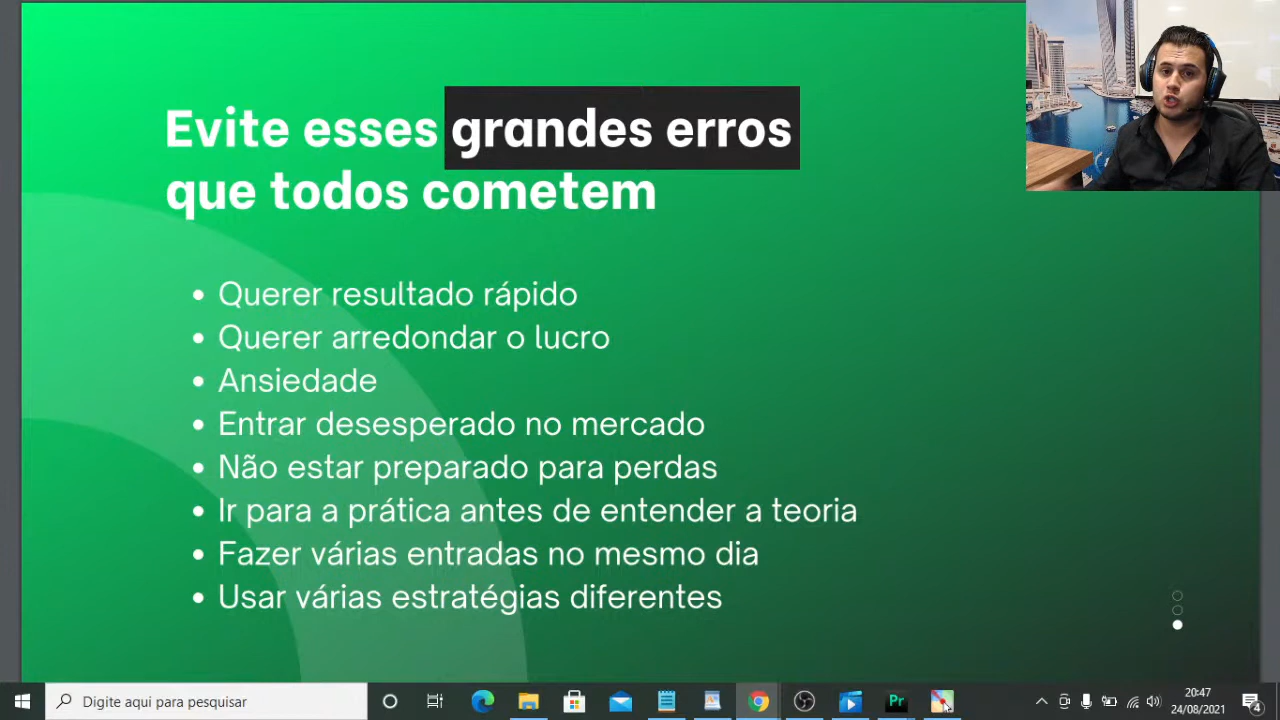 Evite esses grandes erros
que todos cometem
Querer resultado rápido
Querer arredondar o lucro
Ansiedade
Entrar desesperado no mercado
Não estar preparado para perdas
Ir para a prática antes de entender a teoria
Fazer várias entradas no mesmo dia
Usar várias estratégias diferentes
Digite aqui para pesquisar
Pr
20:47
24/08/2021
4